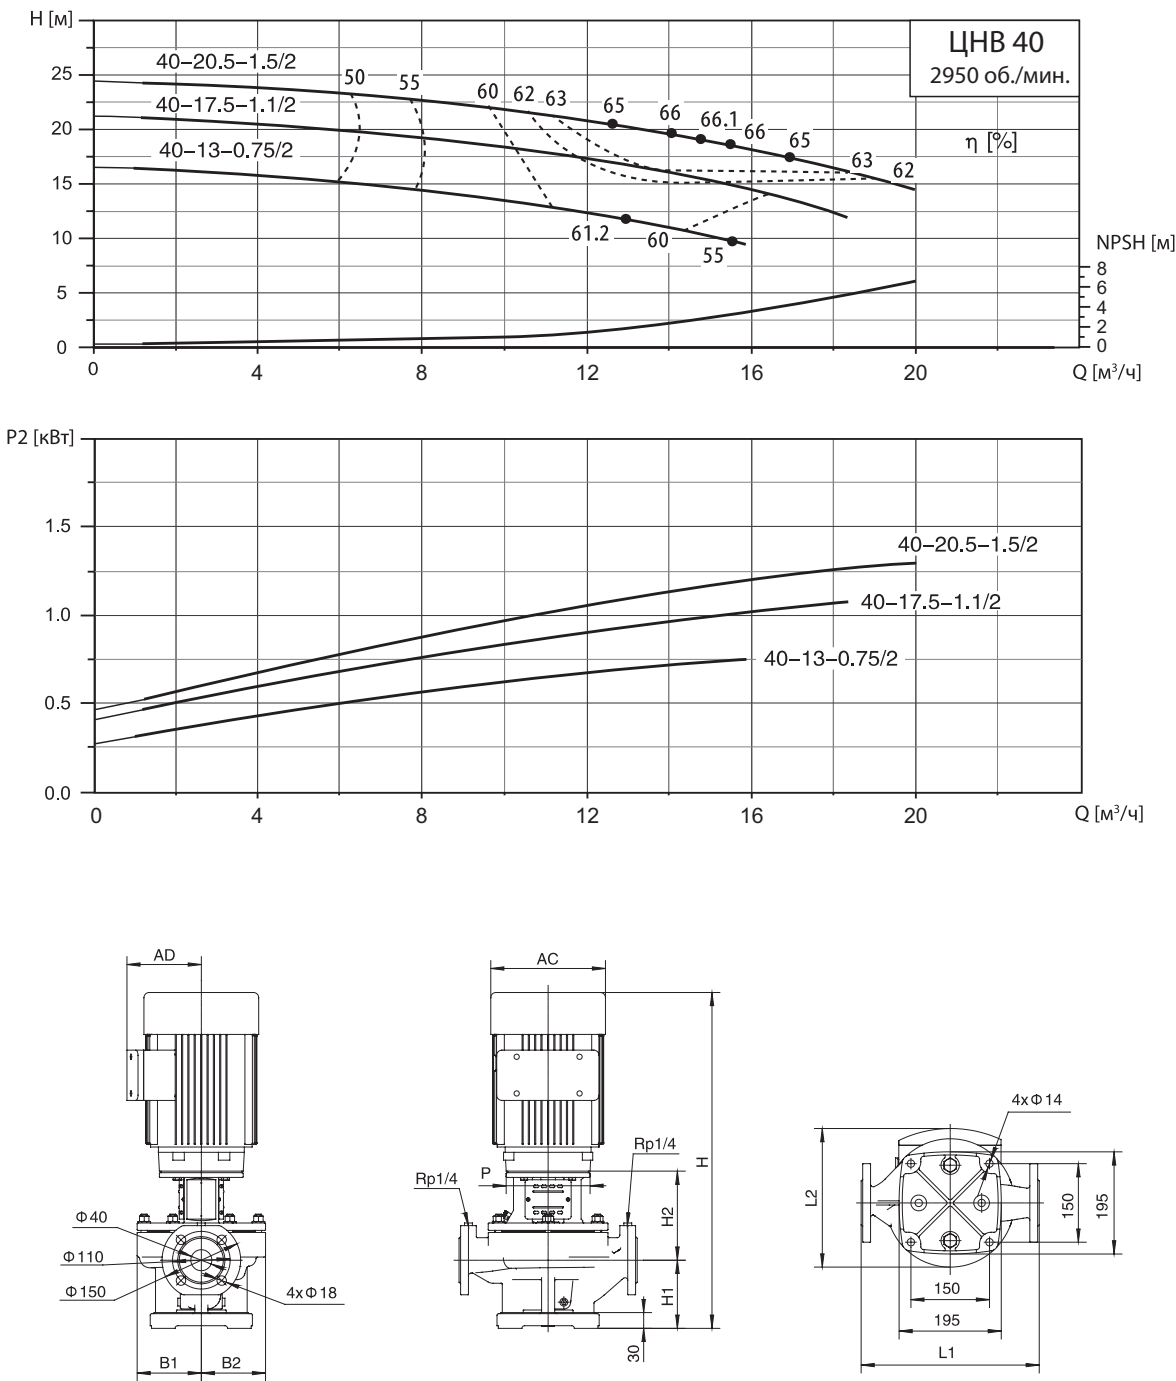 H [м]
ЦНВ 40
2950 об./мин.
η [%]
40-20.5-1.5/2
40-17.5-1.1/2
40-13-0.75/2
50
55
60
62
63
65
66
66.1
66
65
63
62
61.2
60
55
25
20
15
10
5
0
NPSH [м]
8
6
4
2
0
0
4
8
12
16
20
Q [м³/ч]
P2 [кВт]
1.5
1.0
0.5
0.0
40-20.5-1.5/2
40-17.5-1.1/2
40-13-0.75/2
0
4
8
12
16
20
Q [м³/ч]
AD
Φ40
Φ110
Φ150
4xΦ18
B1
B2
AC
Rp1/4
P
Rp1/4
H
H2
H1
30
4xΦ14
L2
150
195
150
195
L1